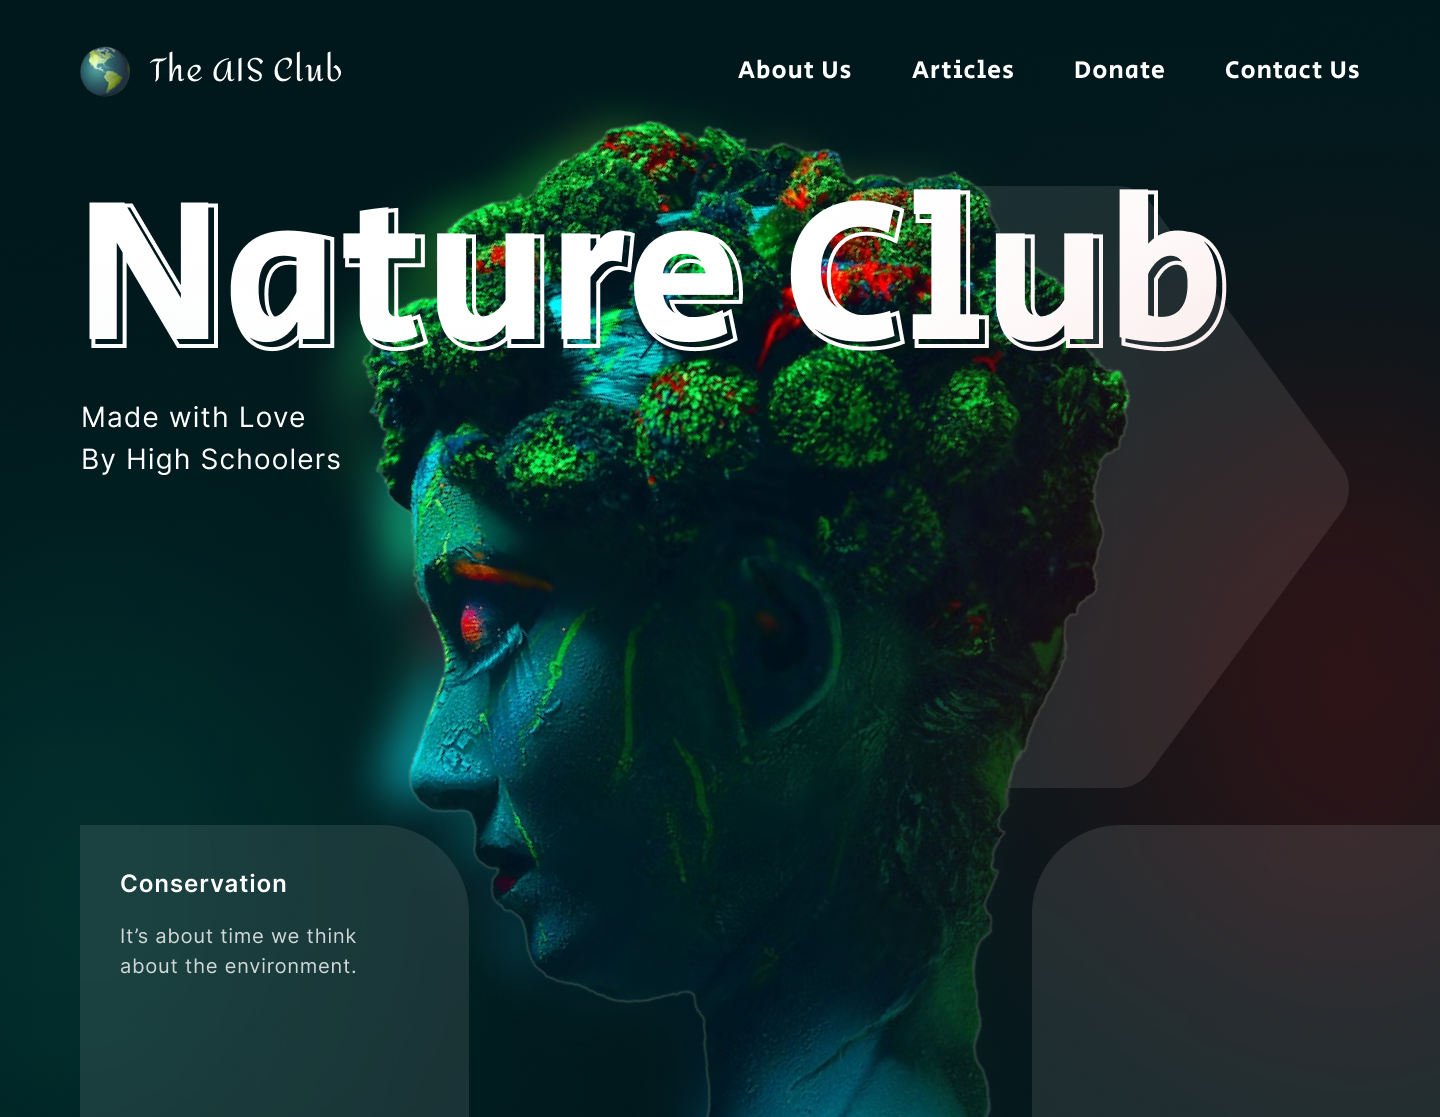 The AIS Club
About Us
Articles
Donate
Contact Us
Nature Club
Made with Love
By High Schoolers
Conservation
It’s about time we think
about the environment.